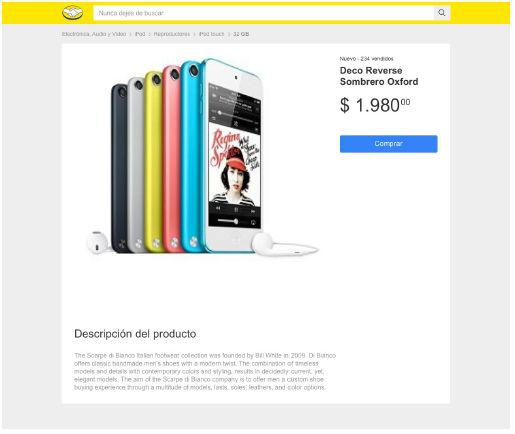 Nunca dejes de buscar
Electrónica, Audio y Video > iPod > Reproductores > iPod touch > 32 GB
Nuevo - 234 vendidos
Deco Reverse
Sombrero Oxford
$ 1.980⁰⁰
Comprar
Regina
Spektor
Descripción del producto
The Scarpe di Bianco Italian footwear collection was founded by Bill White in 2009. Di Bianco
offers classic handmade men's shoes with a modern twist. The combination of timeless
models and details with contemporary colors and styling, results in decidedly current, yet,
elegant models. The aim of the Scarpe di Bianco company is to offer men a custom shoe
buying experience through a multitude of models, lasts, soles, leathers, and color options.